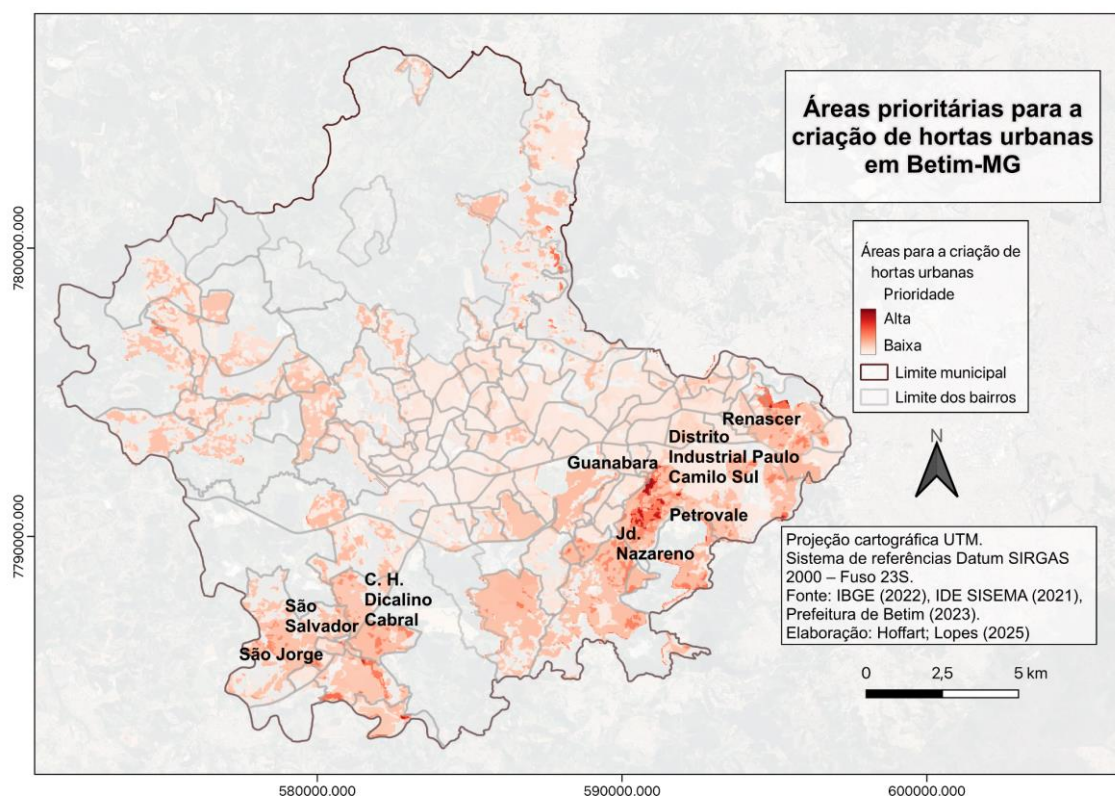 Áreas prioritárias para a
criação de hortas urbanas
em Betim-MG
Áreas para a criação de
hortas urbanas
Prioridade
Alta
Baixa
Limite municipal
Limite dos bairros
N
Renascer
Distrito
Industrial Paulo
Camilo Sul
Guanabara
Petrovale
Jd.
Nazareno
C. H.
Dicalino
Cabral
São
Salvador
São Jorge
Projeção cartográfica UTM.
Sistema de referências Datum SIRGAS
2000 – Fuso 23S.
Fonte: IBGE (2022), IDE SISEMA (2021),
Prefeitura de Betim (2023).
Elaboração: Hoffart; Lopes (2025)
0 2,5 5 km
7800000.000
7790000.000
580000.000 590000.000 600000.000